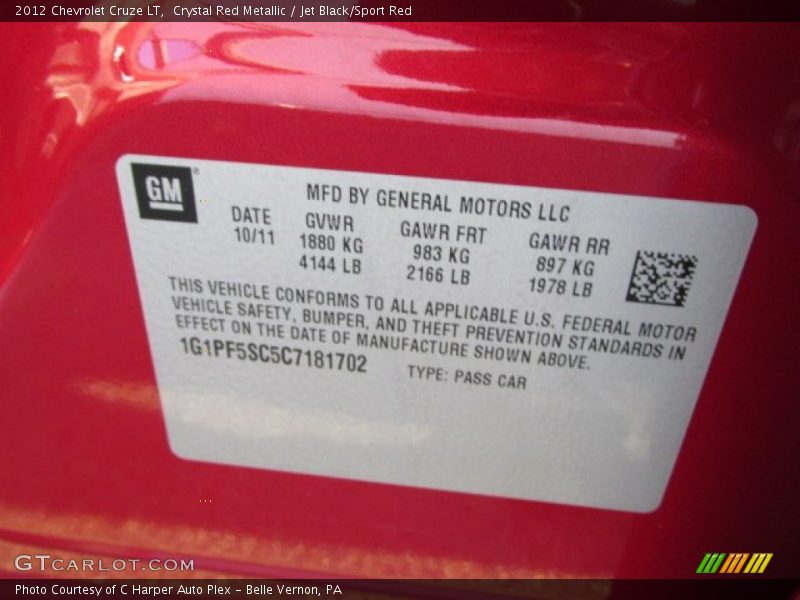 2012 Chevrolet Cruze LT,  Crystal Red Metallic / Jet Black/Sport Red
GM®
MFD BY GENERAL MOTORS LLC
DATE GVWR GAWR FRT GAWR RR
10/11 1880 KG 983 KG 897 KG
4144 LB 2166 LB 1978 LB
THIS VEHICLE CONFORMS TO ALL APPLICABLE U.S. FEDERAL MOTOR
VEHICLE SAFETY, BUMPER, AND THEFT PREVENTION STANDARDS IN
EFFECT ON THE DATE OF MANUFACTURE SHOWN ABOVE.
1G1PF5SC5C7181702 TYPE: PASS CAR
GTCARLOT.COM
Photo Courtesy of C Harper Auto Plex – Belle Vernon, PA